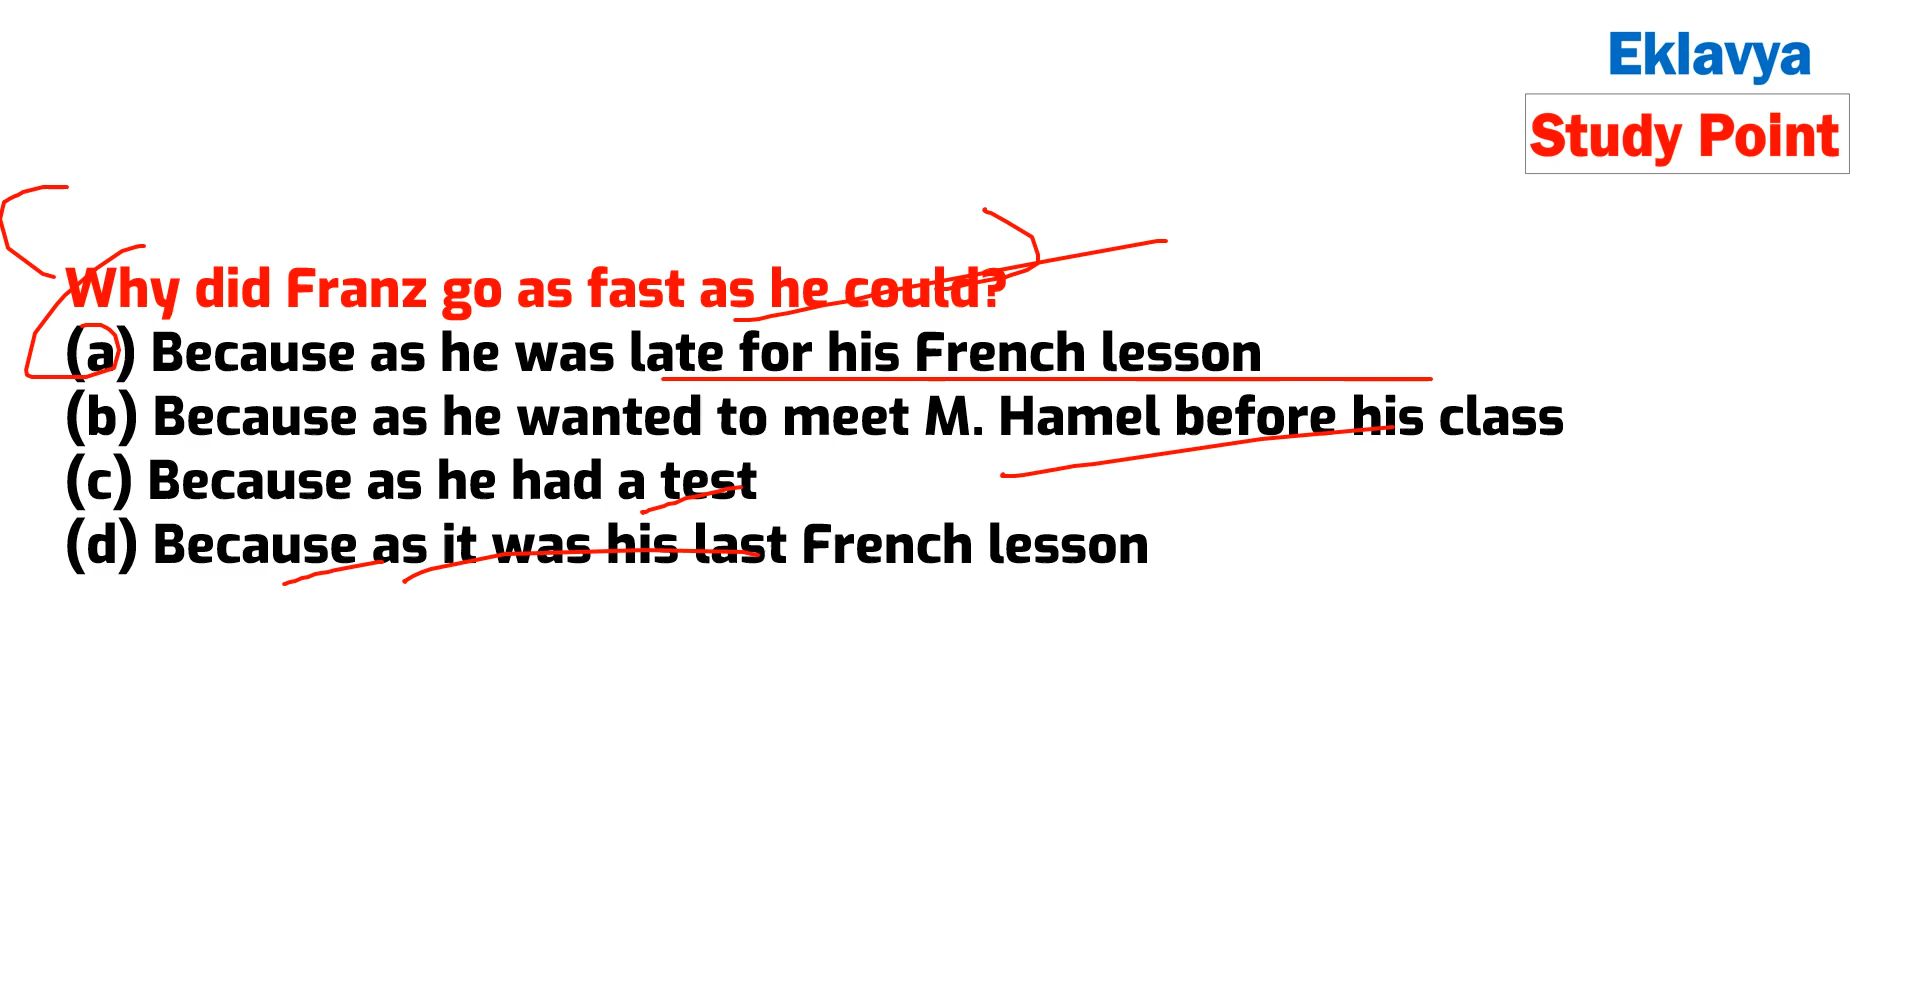 Eklavya
Study Point
Why did Franz go as fast as he could?
(a) Because as he was late for his French lesson
(b) Because as he wanted to meet M. Hamel before his class
(c) Because as he had a test
(d) Because as it was his last French lesson